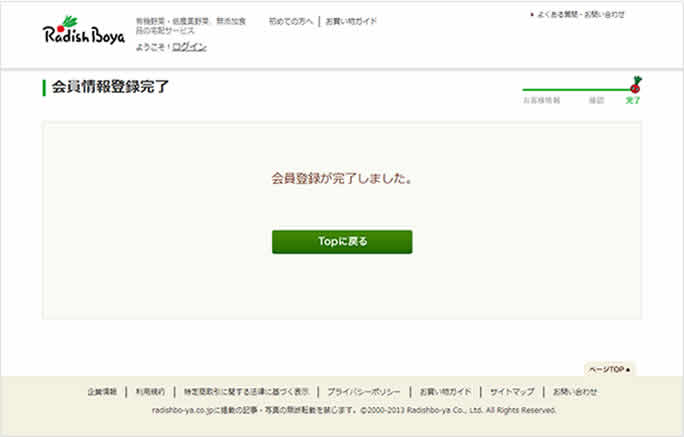 Radish Boya
有機野菜・低農薬野菜、無添加食
品の宅配サービス
ようこそ！ログイン
初めての方へ
お買い物ガイド
よくある質問・お問い合わせ
会員情報登録完了
お客様情報
確認
完了
会員登録が完了しました。
Topに戻る
ページTOP▲
企業情報
利用規約
特定商取引に関する法律に基づく表示
プライバシーポリシー
お買い物ガイド
サイトマップ
お問い合わせ
radishbo-ya.co.jpに掲載の記事・写真の無断転載を禁じます。©2000-2013 Radishbo-ya Co., Ltd. All Rights Reserved.